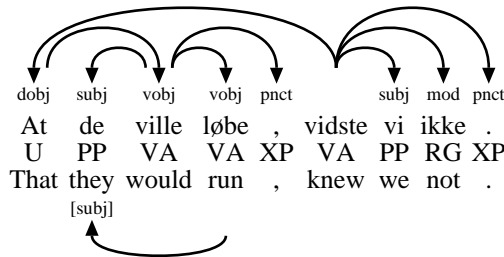 dobj subj vobj vobj pnct subj mod pnct
At de ville løbe , vidste vi ikke .
U PP VA VA XP VA PP RG XP
That they would run , knew we not .
[subj]